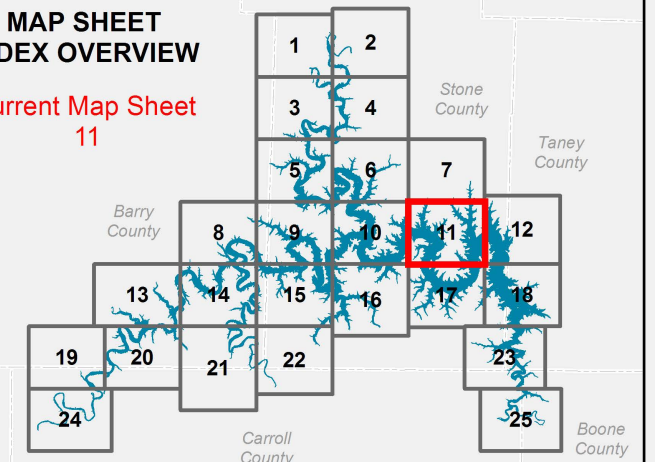 MAP SHEET
DEX OVERVIEW
urrent Map Sheet
11
1
2
Stone
County
3
4
Taney
County
5
6
7
Barry
County
8
9
10
11
12
13
14
15
16
17
18
19
20
21
22
23
24
25
Carroll
County
Boone
County